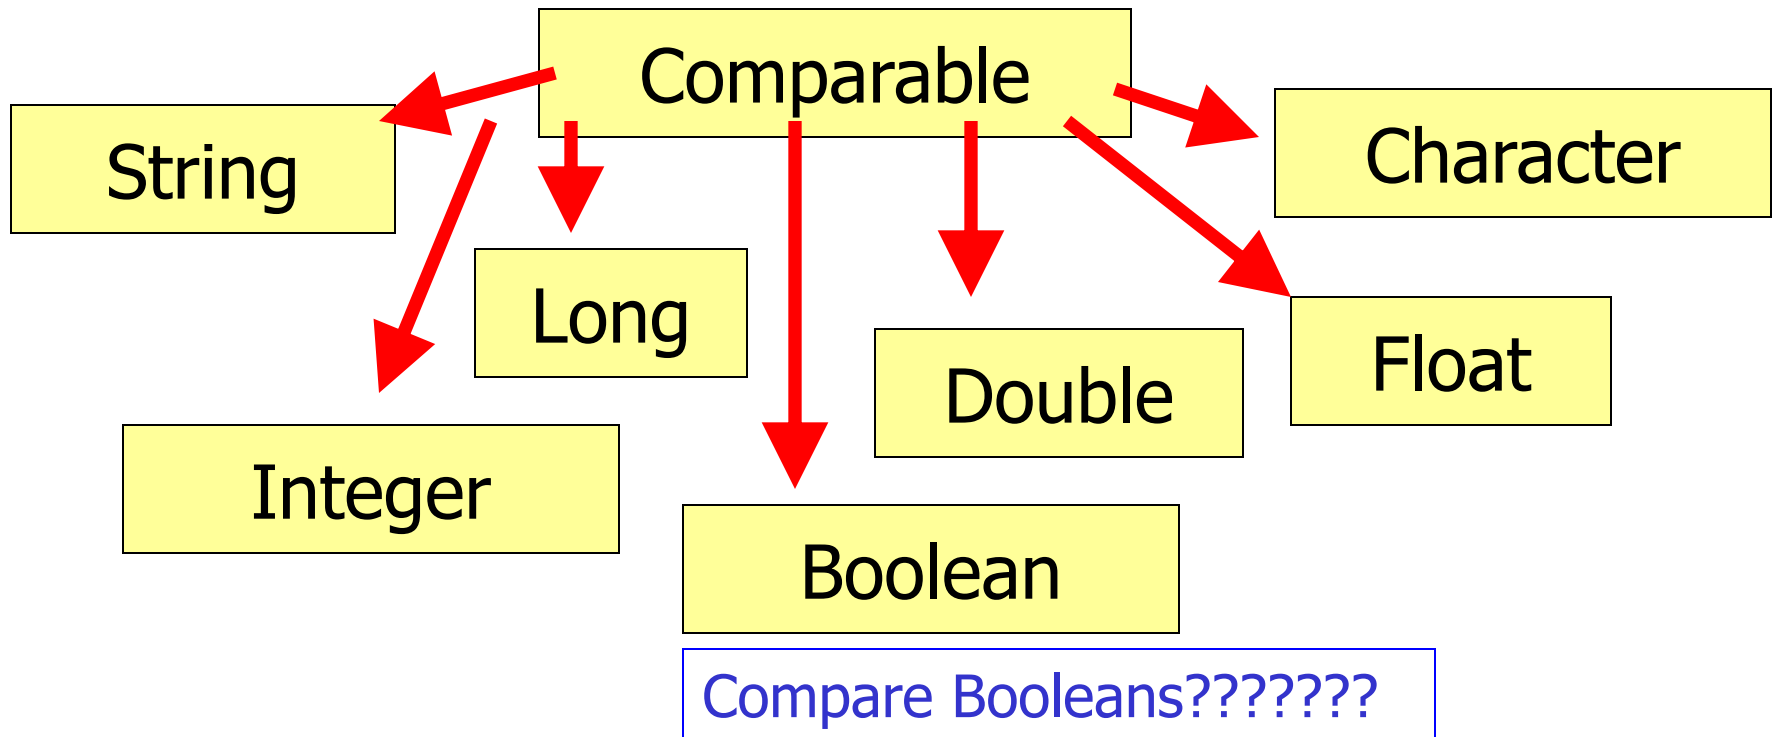 Comparable
String
Character
Long
Float
Double
Integer
Boolean
Compare Booleans???????